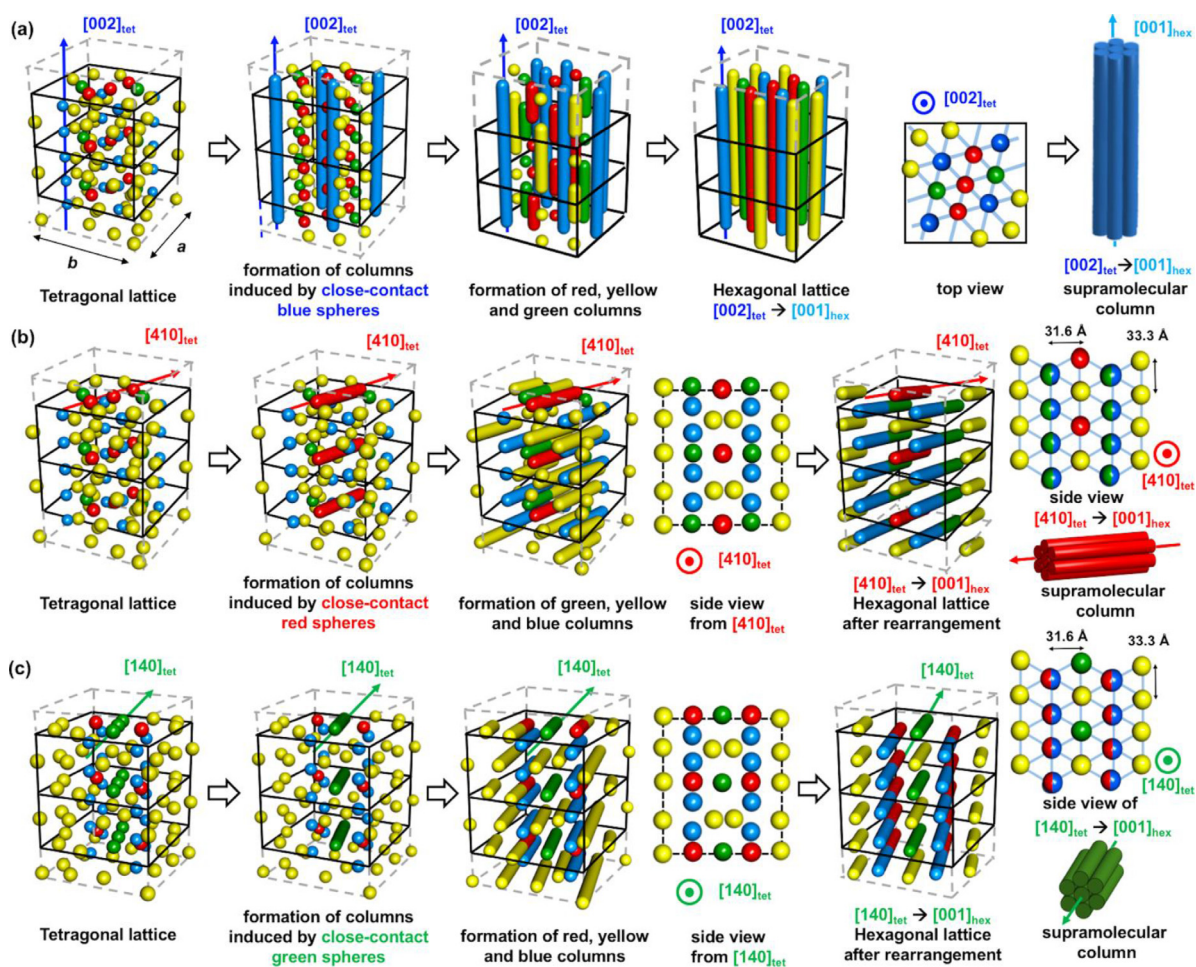 (a)
[002]tet
[002]tet
[002]tet
[002]tet
[001]hex
[002]tet
b
a
Tetragonal lattice
formation of columns
induced by close-contact
blue spheres
formation of red, yellow
and green columns
Hexagonal lattice
[002]tet → [001]hex
top view
[002]tet→[001]hex
supramolecular
column
(b)
[410]tet
[410]tet
[410]tet
[410]tet
31.6 Å
33.3 Å
[410]tet
[410]tet
side view
[410]tet → [001]hex
Tetragonal lattice
formation of columns
induced by close-contact
red spheres
formation of green, yellow
and blue columns
side view
from [410]tet
[410]tet → [001]hex
Hexagonal lattice
after rearrangement
supramolecular
column
(c)
[140]tet
[140]tet
[140]tet
[140]tet
31.6 Å
33.3 Å
[140]tet
[140]tet
side view of
[140]tet → [001]hex
Tetragonal lattice
formation of columns
induced by close-contact
green spheres
formation of red, yellow
and blue columns
side view
from [140]tet
[140]tet → [001]hex
Hexagonal lattice
after rearrangement
supramolecular
column